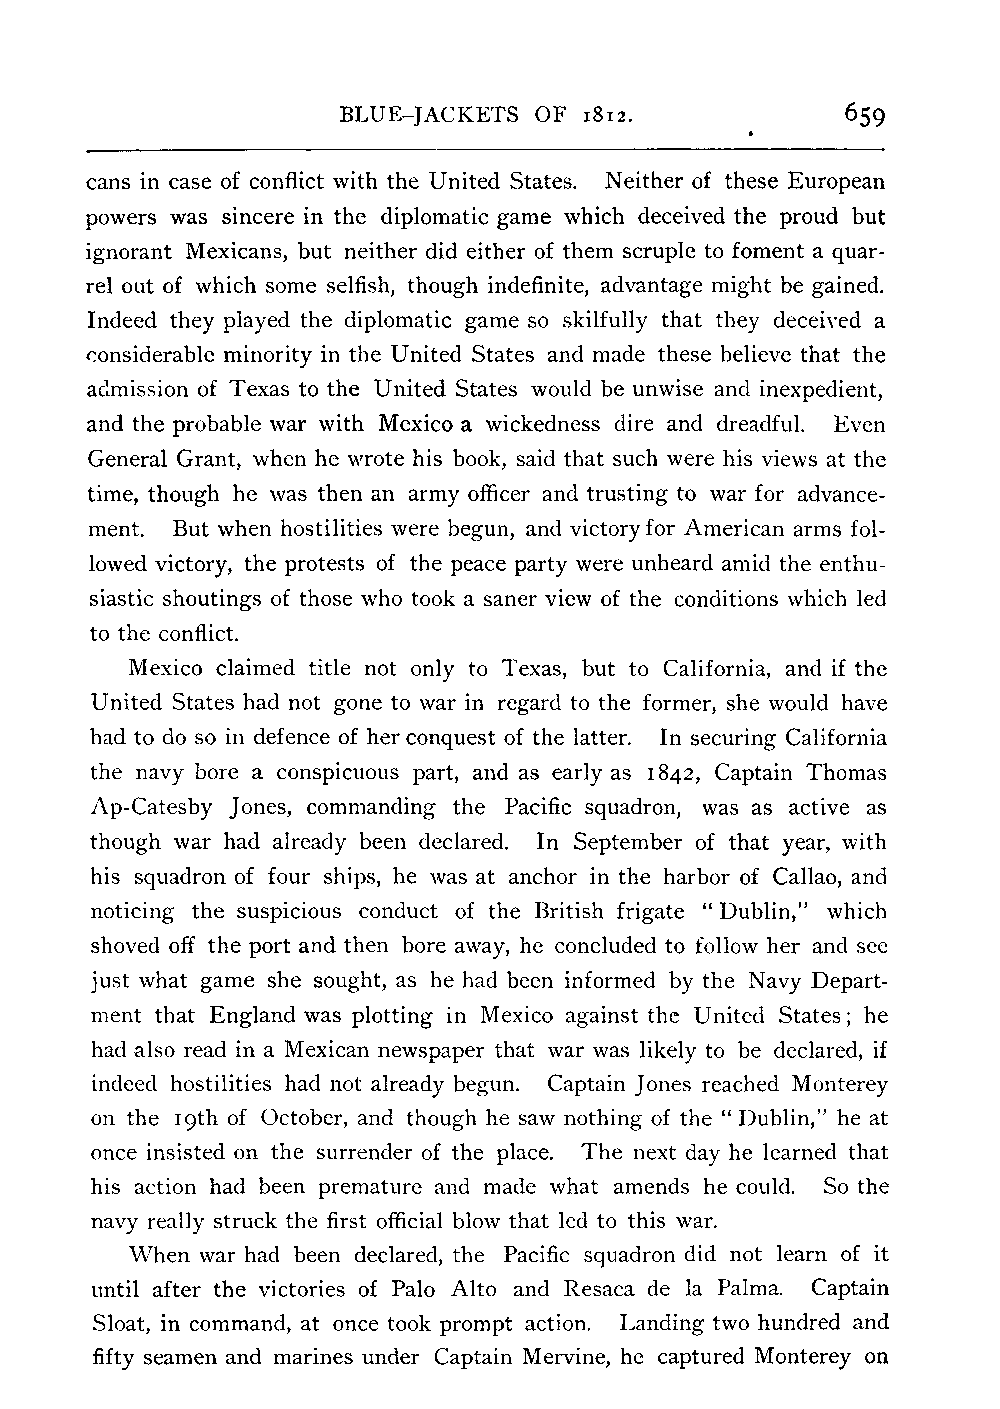 BLUE-JACKETS OF 1812. 659
cans in case of conflict with the United States. Neither of these European
powers was sincere in the diplomatic game which deceived the proud but
ignorant Mexicans, but neither did either of them scruple to foment a quar-
rel out of which some selfish, though indefinite, advantage might be gained.
Indeed they played the diplomatic game so skilfully that they deceived a
considerable minority in the United States and made these believe that the
admission of Texas to the United States would be unwise and inexpedient,
and the probable war with Mexico a wickedness dire and dreadful. Even
General Grant, when he wrote his book, said that such were his views at the
time, though he was then an army officer and trusting to war for advance-
ment. But when hostilities were begun, and victory for American arms fol-
lowed victory, the protests of the peace party were unheard amid the enthu-
siastic shoutings of those who took a saner view of the conditions which led
to the conflict.
Mexico claimed title not only to Texas, but to California, and if the
United States had not gone to war in regard to the former, she would have
had to do so in defence of her conquest of the latter. In securing California
the navy bore a conspicuous part, and as early as 1842, Captain Thomas
Ap-Catesby Jones, commanding the Pacific squadron, was as active as
though war had already been declared. In September of that year, with
his squadron of four ships, he was at anchor in the harbor of Callao, and
noticing the suspicious conduct of the British frigate "Dublin," which
shoved off the port and then bore away, he concluded to follow her and see
just what game she sought, as he had been informed by the Navy Depart-
ment that England was plotting in Mexico against the United States; he
had also read in a Mexican newspaper that war was likely to be declared, if
indeed hostilities had not already begun. Captain Jones reached Monterey
on the 19th of October, and though he saw nothing of the "Dublin," he at
once insisted on the surrender of the place. The next day he learned that
his action had been premature and made what amends he could. So the
navy really struck the first official blow that led to this war.
When war had been declared, the Pacific squadron did not learn of it
until after the victories of Palo Alto and Resaca de la Palma. Captain
Sloat, in command, at once took prompt action. Landing two hundred and
fifty seamen and marines under Captain Mervine, he captured Monterey on